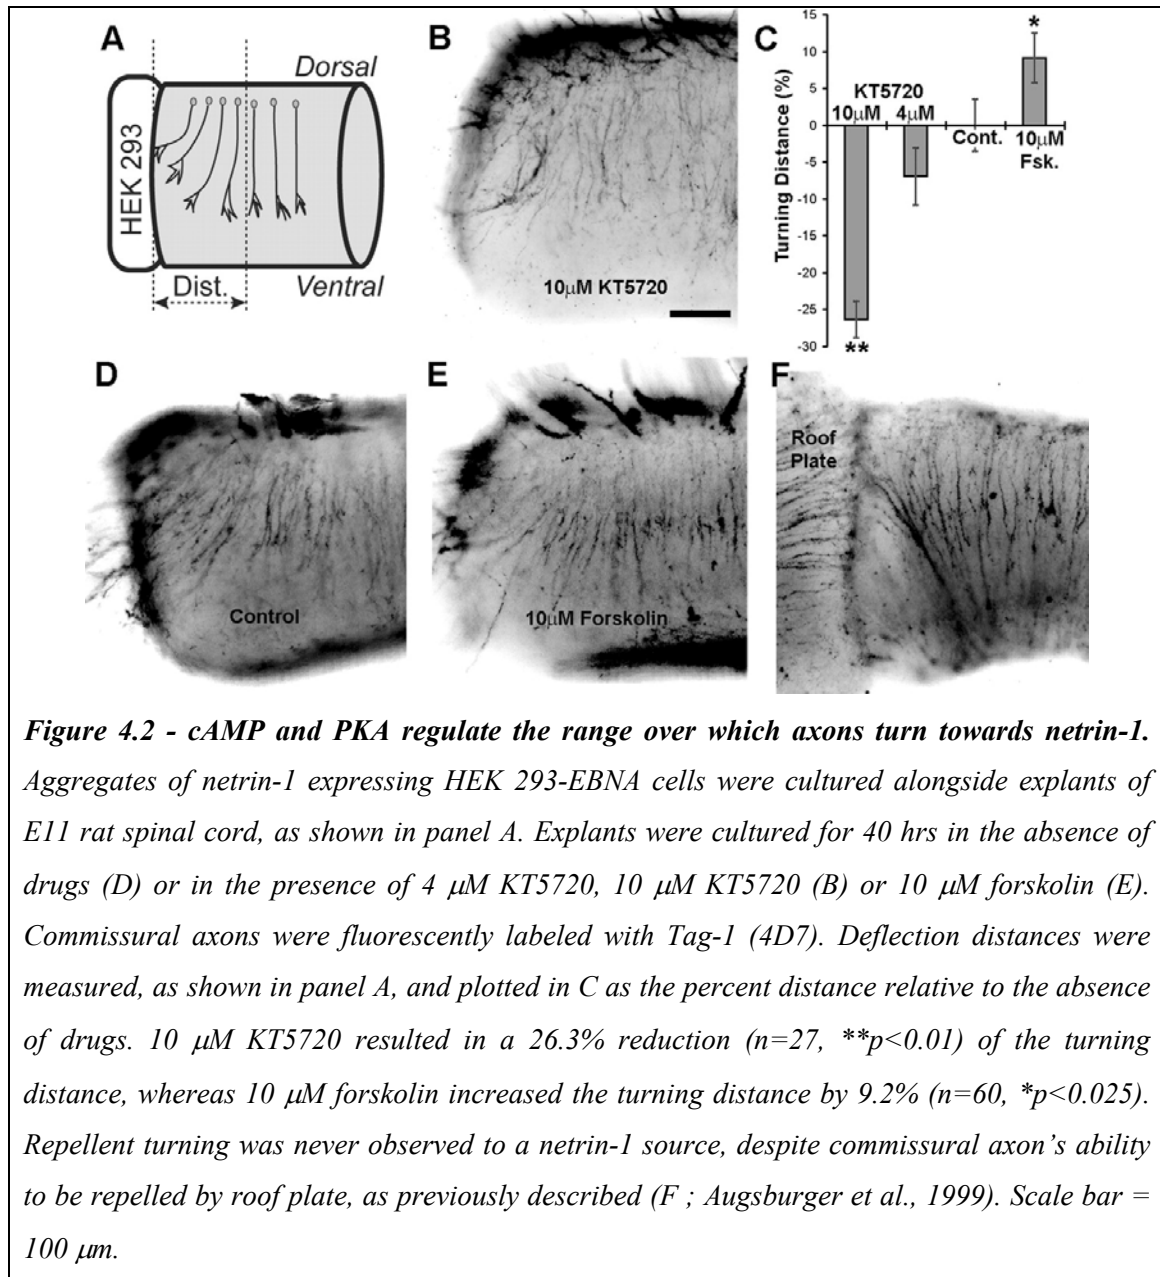 A
Dorsal
HEK 293
Dist.
Ventral
B
10μM KT5720
C
Turning Distance (%)
15
10
5
0
-5
-10
-15
-20
-25
-30
KT5720
10μM 4μM
Cont.
10μM
Fsk.
*
**
D
Control
E
10μM Forskolin
F
Roof
Plate
Figure 4.2 - cAMP and PKA regulate the range over which axons turn towards netrin-1.
Aggregates of netrin-1 expressing HEK 293-EBNA cells were cultured alongside explants of
E11 rat spinal cord, as shown in panel A. Explants were cultured for 40 hrs in the absence of
drugs (D) or in the presence of 4 μM KT5720, 10 μM KT5720 (B) or 10 μM forskolin (E).
Commissural axons were fluorescently labeled with Tag-1 (4D7). Deflection distances were
measured, as shown in panel A, and plotted in C as the percent distance relative to the absence
of drugs. 10 μM KT5720 resulted in a 26.3% reduction (n=27, **p<0.01) of the turning
distance, whereas 10 μM forskolin increased the turning distance by 9.2% (n=60, *p<0.025).
Repellent turning was never observed to a netrin-1 source, despite commissural axon's ability
to be repelled by roof plate, as previously described (F ; Augsburger et al., 1999). Scale bar =
100 μm.